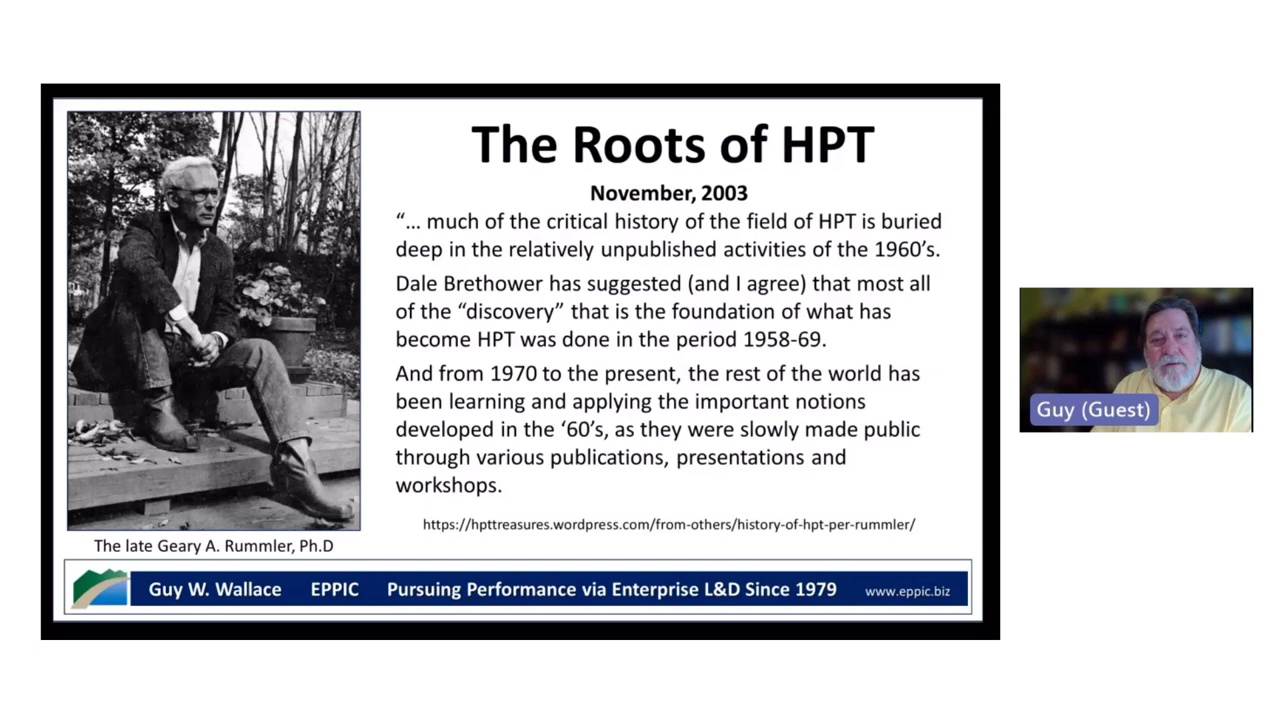 The Roots of HPT
November, 2003
“... much of the critical history of the field of HPT is buried
deep in the relatively unpublished activities of the 1960’s.
Dale Brethower has suggested (and I agree) that most all
of the “discovery” that is the foundation of what has
become HPT was done in the period 1958-69.
And from 1970 to the present, the rest of the world has
been learning and applying the important notions
developed in the ‘60’s, as they were slowly made public
through various publications, presentations and
workshops.
https://hpttreasures.wordpress.com/from-others/history-of-hpt-per-rummler/
The late Geary A. Rummler, Ph.D
Guy W. Wallace EPPIC Pursuing Performance via Enterprise L&D Since 1979 www.eppic.biz
Guy (Guest)